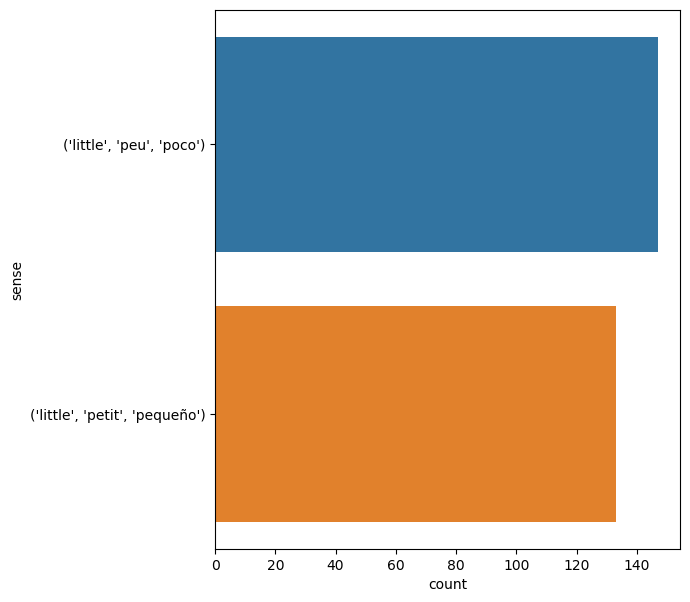 ('little', 'peu', 'poco')
sense
('little', 'petit', 'pequeño')
0 20 40 60 80 100 120 140
count